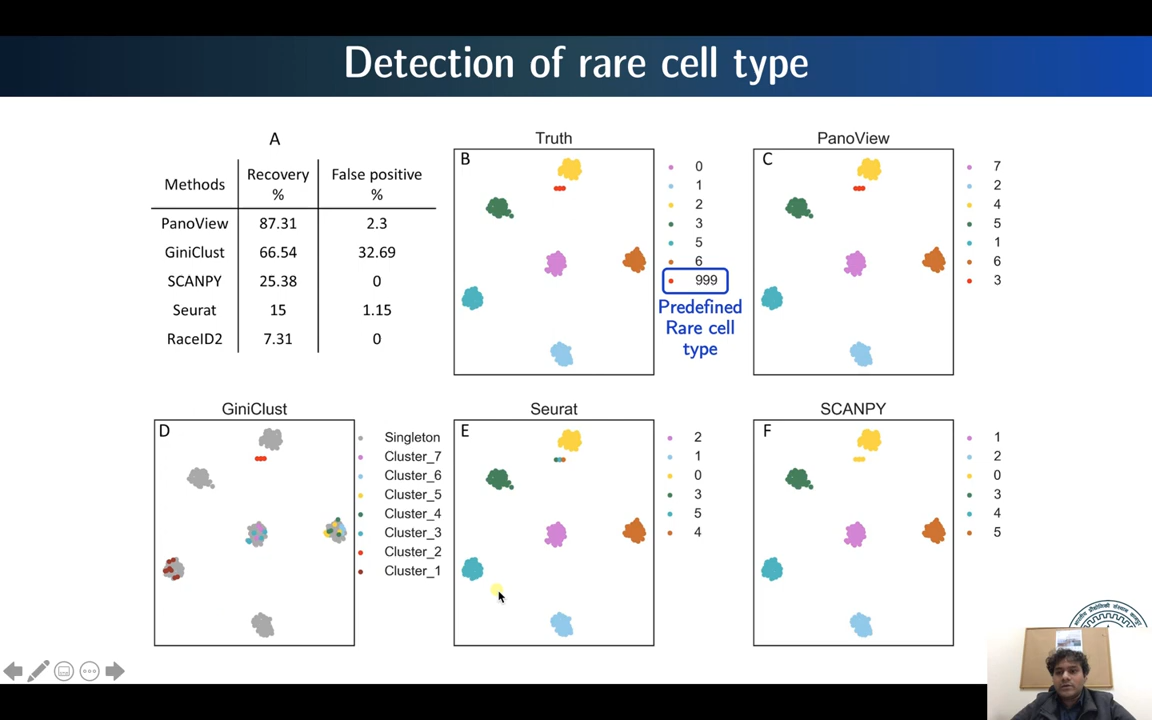 Detection of rare cell type
A
Methods
Recovery
%
False positive
%
PanoView 87.31 2.3
GiniClust 66.54 32.69
SCANPY 25.38 0
Seurat 15 1.15
RaceID2 7.31 0
Truth
B
0
1
2
3
5
6
999
Predefined
Rare cell
type
PanoView
C
7
2
4
5
1
6
3
GiniClust
D
Singleton
Cluster_7
Cluster_6
Cluster_5
Cluster_4
Cluster_3
Cluster_2
Cluster_1
Seurat
E
2
1
0
3
5
4
SCANPY
F
1
2
0
3
4
5